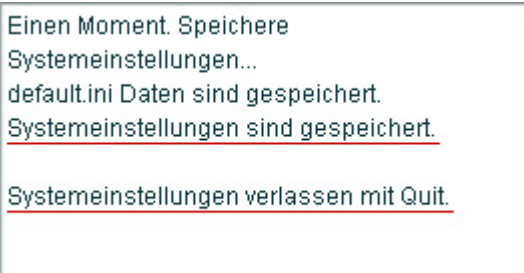 Einen Moment. Speichere
Systemeinstellungen...
default.ini Daten sind gespeichert.
Systemeinstellungen sind gespeichert.
Systemeinstellungen verlassen mit Quit.